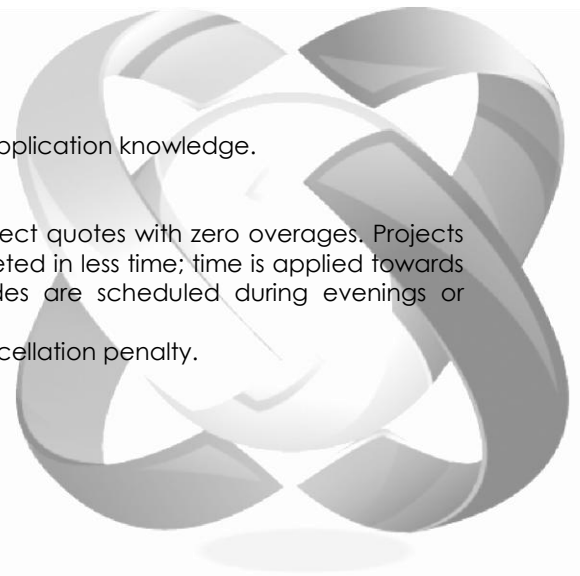 pplication knowledge.
ect quotes with zero overages. Projects
eted in less time; time is applied towards
des are scheduled during evenings or
cellation penalty.